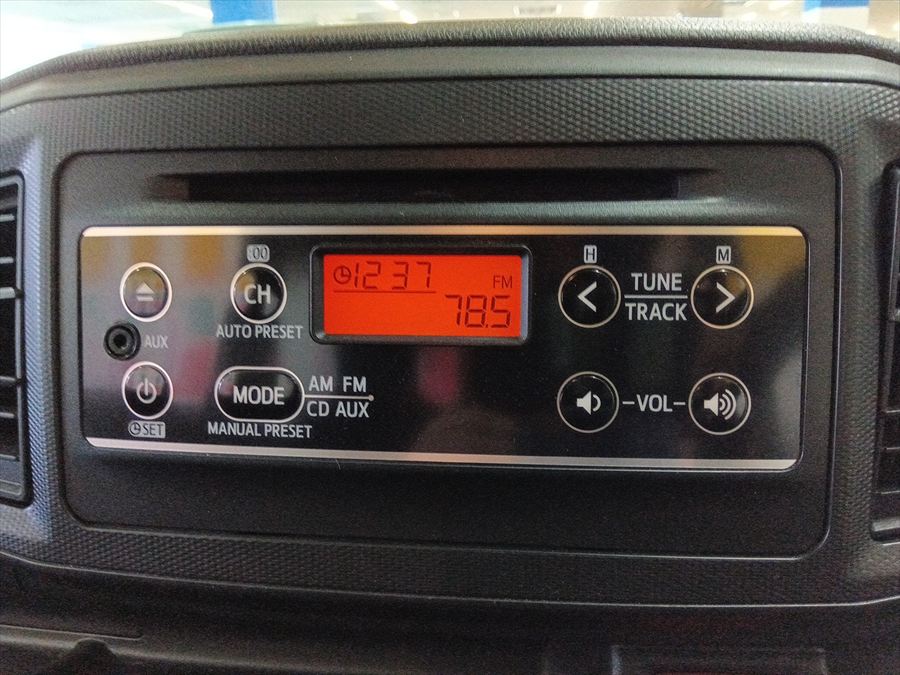 :00
CH
AUTO PRESET
AUX
SET
MODE
AM FM
CD AUX
MANUAL PRESET
12 37
FM
78.5
H
M
TUNE
TRACK
-VOL-